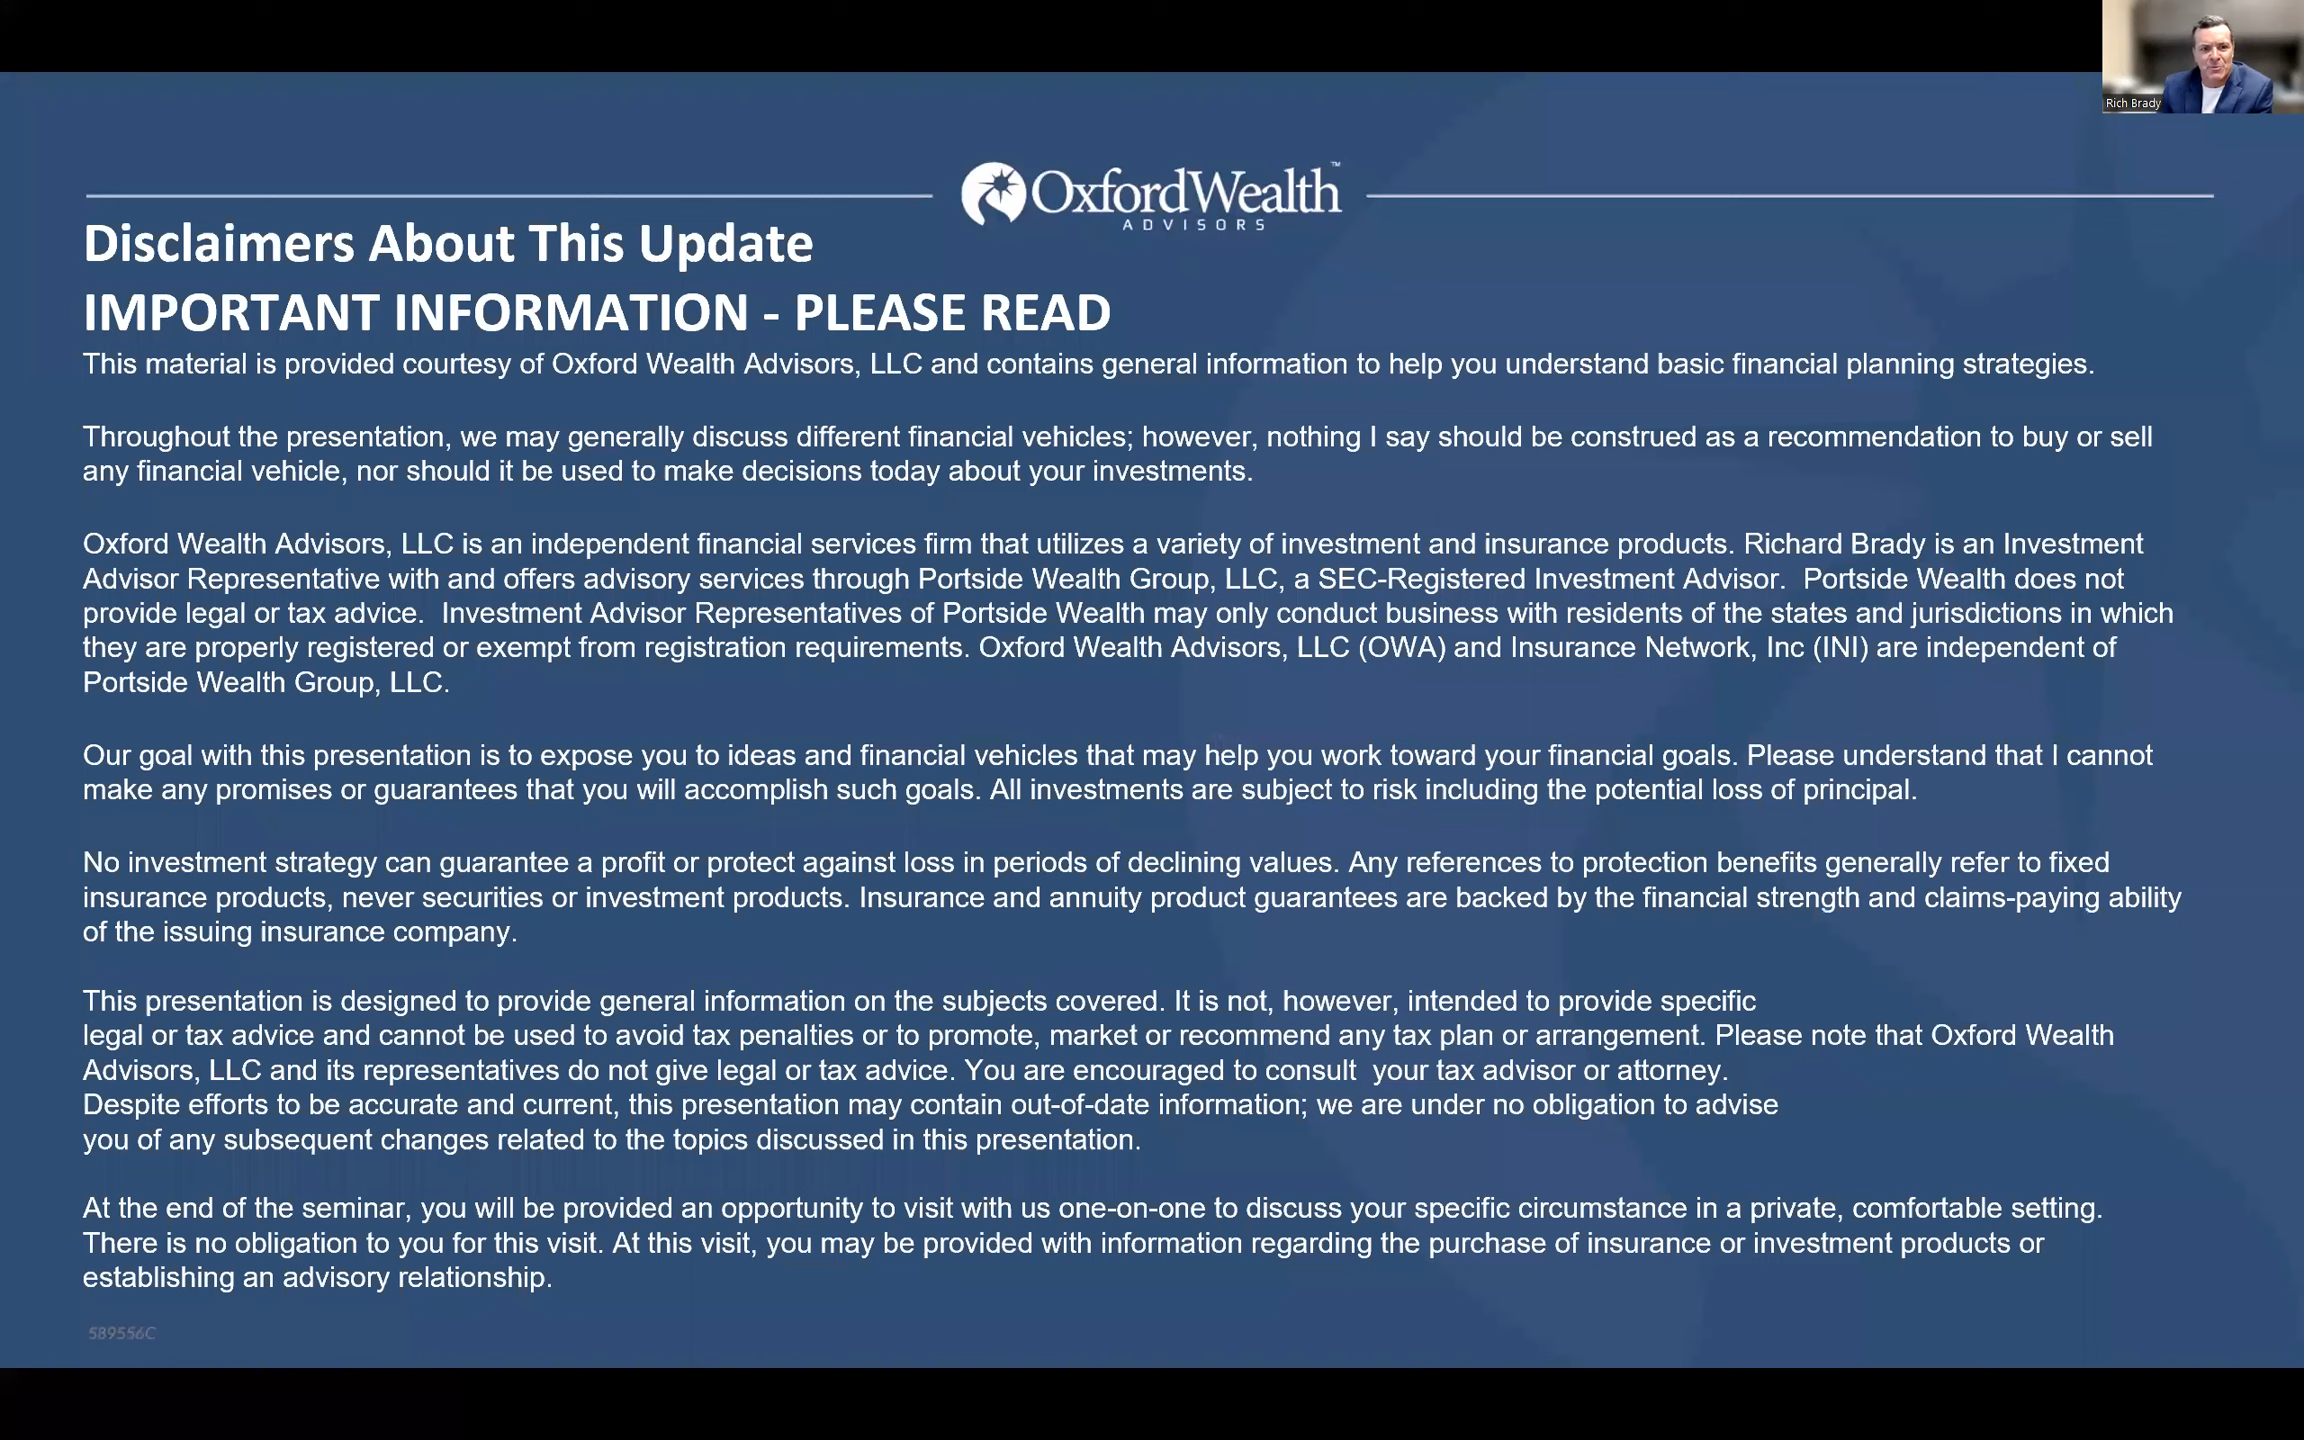 Rich Brady
OxfordWealth™
ADVISORS
Disclaimers About This Update
IMPORTANT INFORMATION - PLEASE READ
This material is provided courtesy of Oxford Wealth Advisors, LLC and contains general information to help you understand basic financial planning strategies.
Throughout the presentation, we may generally discuss different financial vehicles; however, nothing I say should be construed as a recommendation to buy or sell
any financial vehicle, nor should it be used to make decisions today about your investments.
Oxford Wealth Advisors, LLC is an independent financial services firm that utilizes a variety of investment and insurance products. Richard Brady is an Investment
Advisor Representative with and offers advisory services through Portside Wealth Group, LLC, a SEC-Registered Investment Advisor.  Portside Wealth does not
provide legal or tax advice.  Investment Advisor Representatives of Portside Wealth may only conduct business with residents of the states and jurisdictions in which
they are properly registered or exempt from registration requirements. Oxford Wealth Advisors, LLC (OWA) and Insurance Network, Inc (INI) are independent of
Portside Wealth Group, LLC.
Our goal with this presentation is to expose you to ideas and financial vehicles that may help you work toward your financial goals. Please understand that I cannot
make any promises or guarantees that you will accomplish such goals. All investments are subject to risk including the potential loss of principal.
No investment strategy can guarantee a profit or protect against loss in periods of declining values. Any references to protection benefits generally refer to fixed
insurance products, never securities or investment products. Insurance and annuity product guarantees are backed by the financial strength and claims-paying ability
of the issuing insurance company.
This presentation is designed to provide general information on the subjects covered. It is not, however, intended to provide specific
legal or tax advice and cannot be used to avoid tax penalties or to promote, market or recommend any tax plan or arrangement. Please note that Oxford Wealth
Advisors, LLC and its representatives do not give legal or tax advice. You are encouraged to consult  your tax advisor or attorney.
Despite efforts to be accurate and current, this presentation may contain out-of-date information; we are under no obligation to advise
you of any subsequent changes related to the topics discussed in this presentation.
At the end of the seminar, you will be provided an opportunity to visit with us one-on-one to discuss your specific circumstance in a private, comfortable setting.
There is no obligation to you for this visit. At this visit, you may be provided with information regarding the purchase of insurance or investment products or
establishing an advisory relationship.
589556C